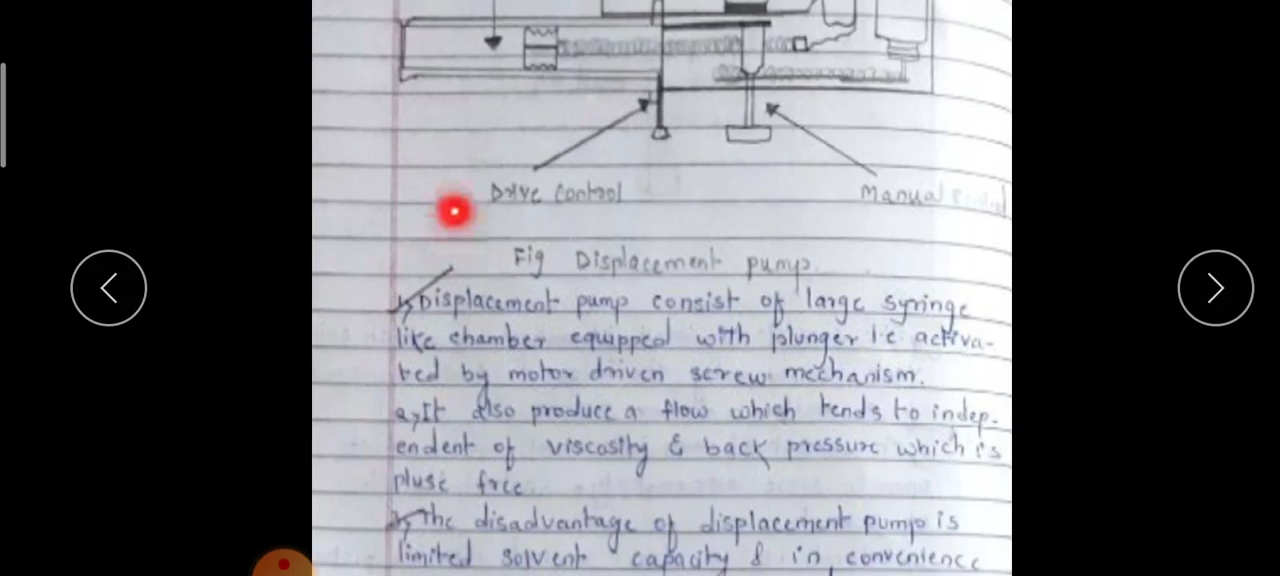 Drive Control
Manual Control
Fig Displacement pump.
1, Displacement pump consist of large syringe
like chamber equipped with plunger i.e activa-
ted by motor driven screw mechanism.
2, It also produce a flow which tends to indep-
endent of viscosity & back pressure which is
pluse free.
3, The disadvantage of displacement pump is
limited solvent capacity & in convenience